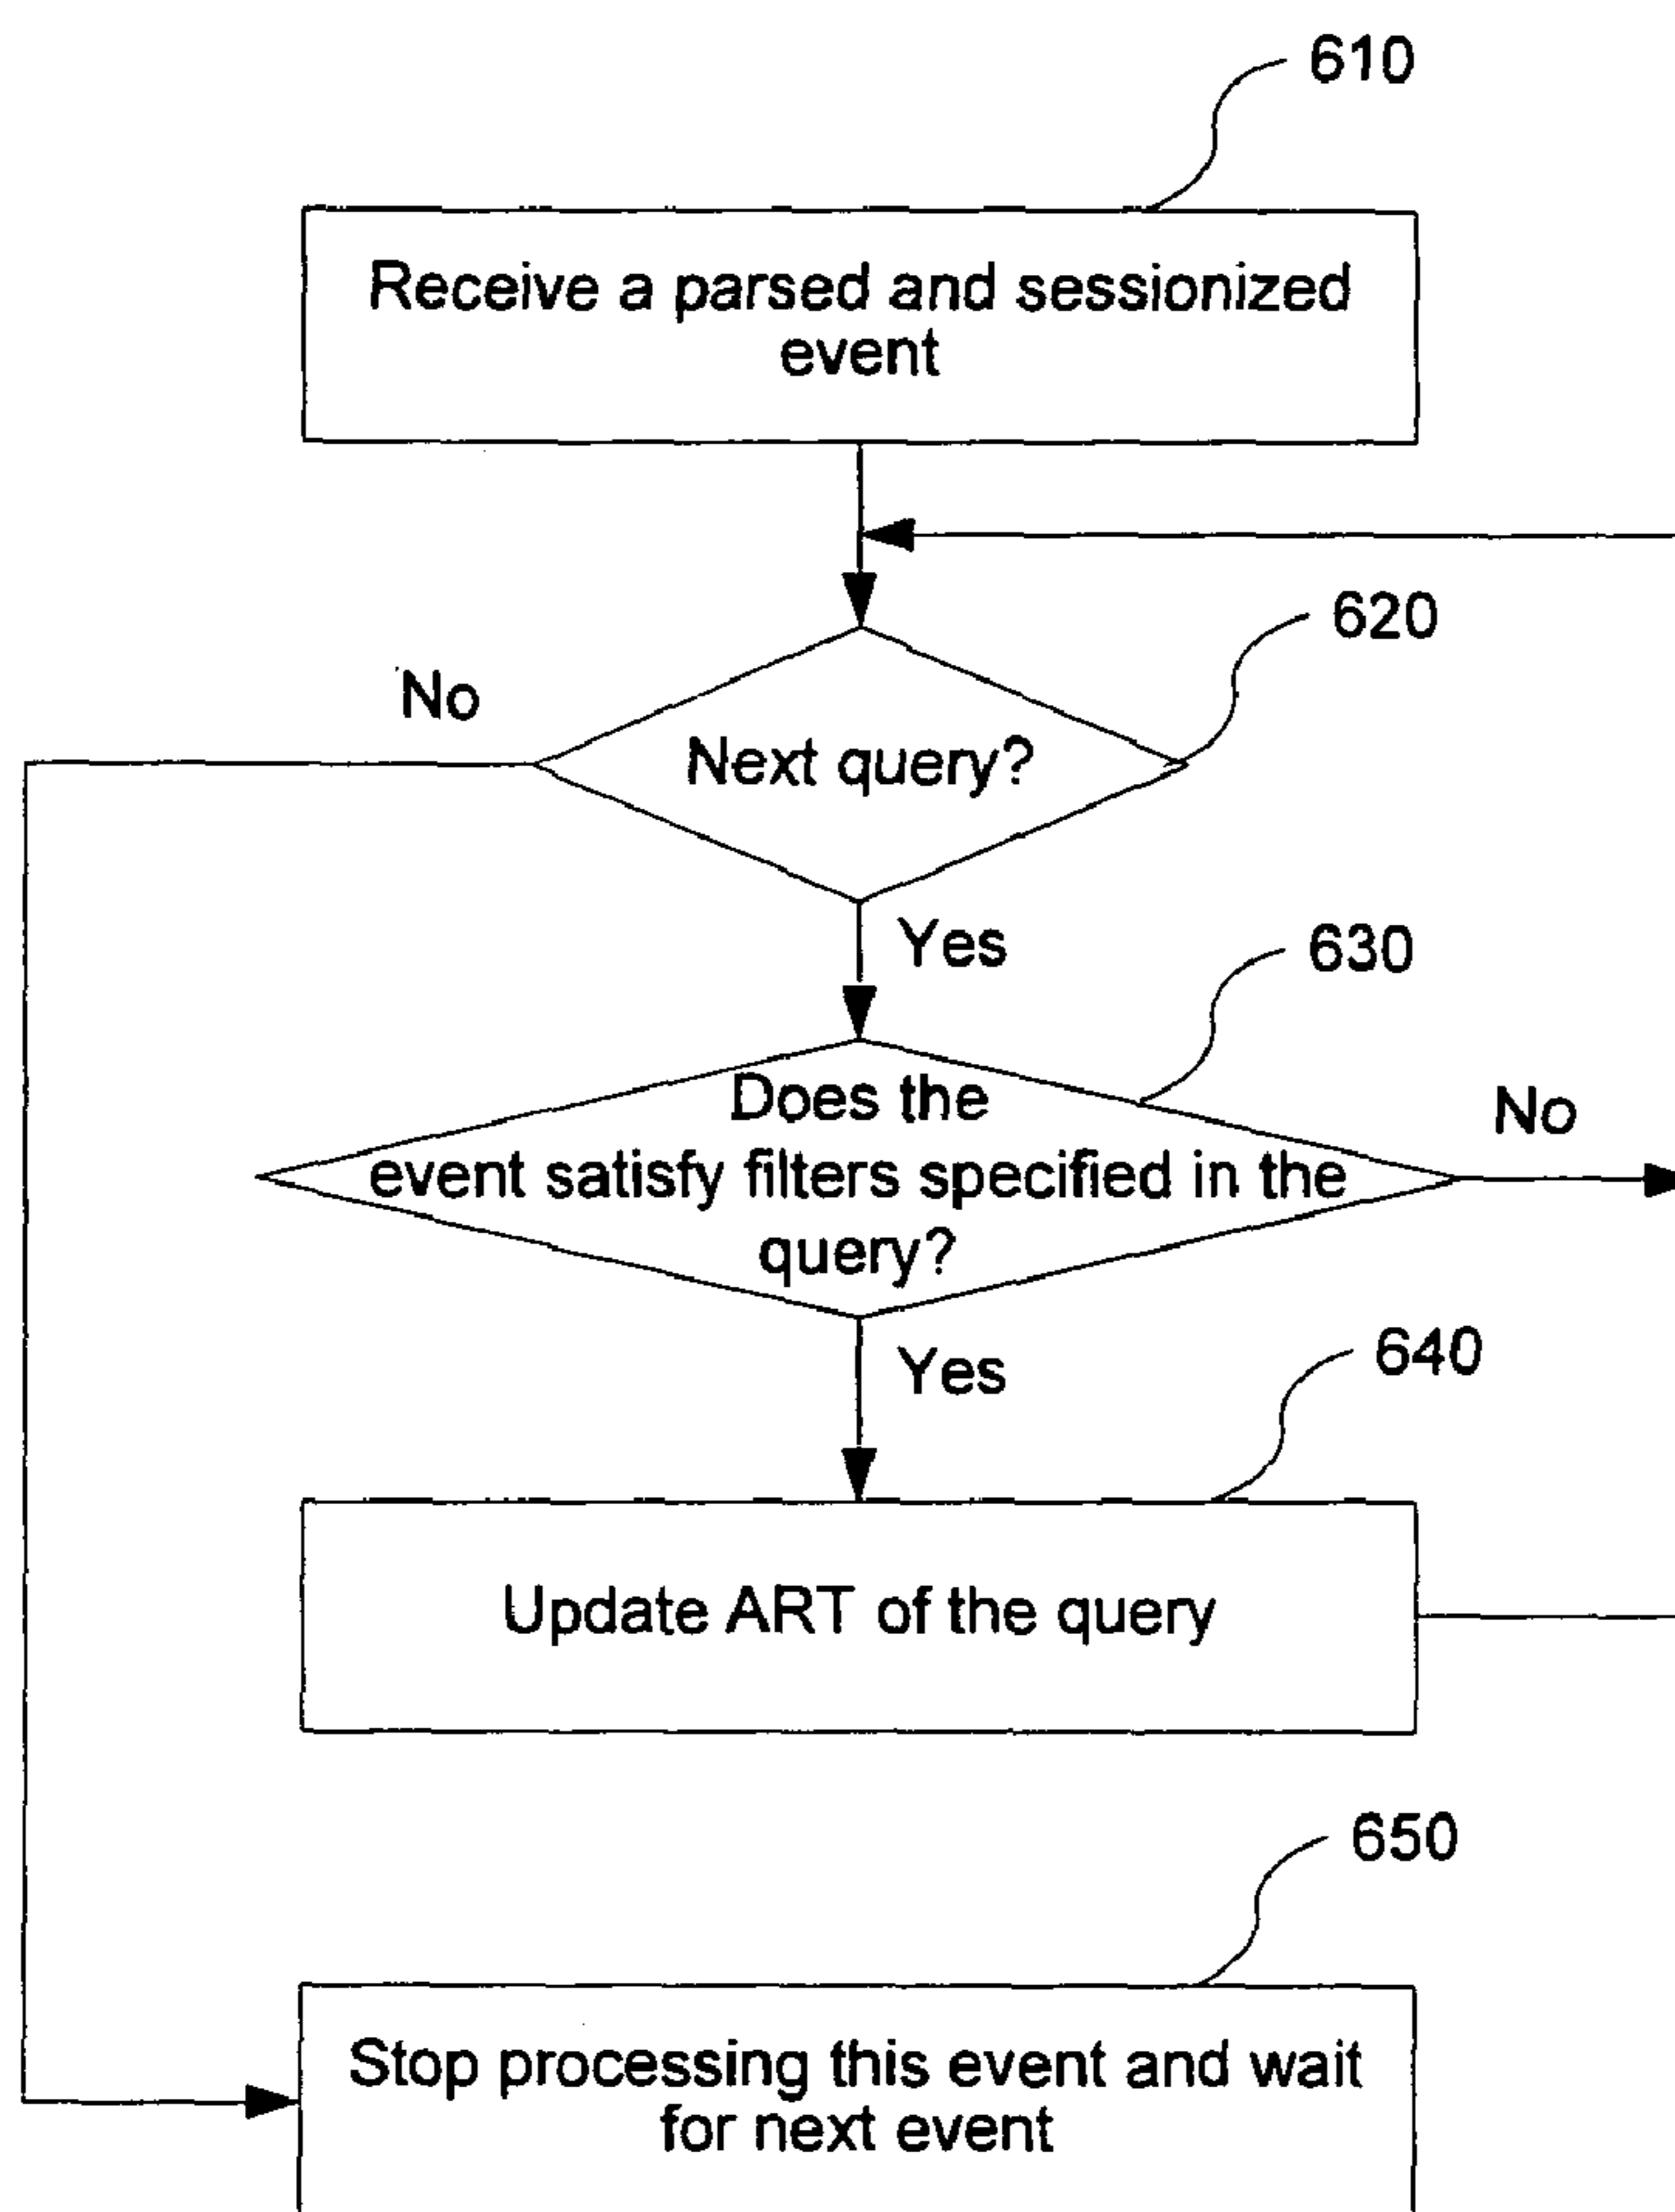 610
Receive a parsed and sessionized
event
620
No
Next query?
Yes
630
Does the
No
event satisfy filters specified in the
query?
Yes
640
Update ART of the query
650
Stop processing this event and wait
for next event